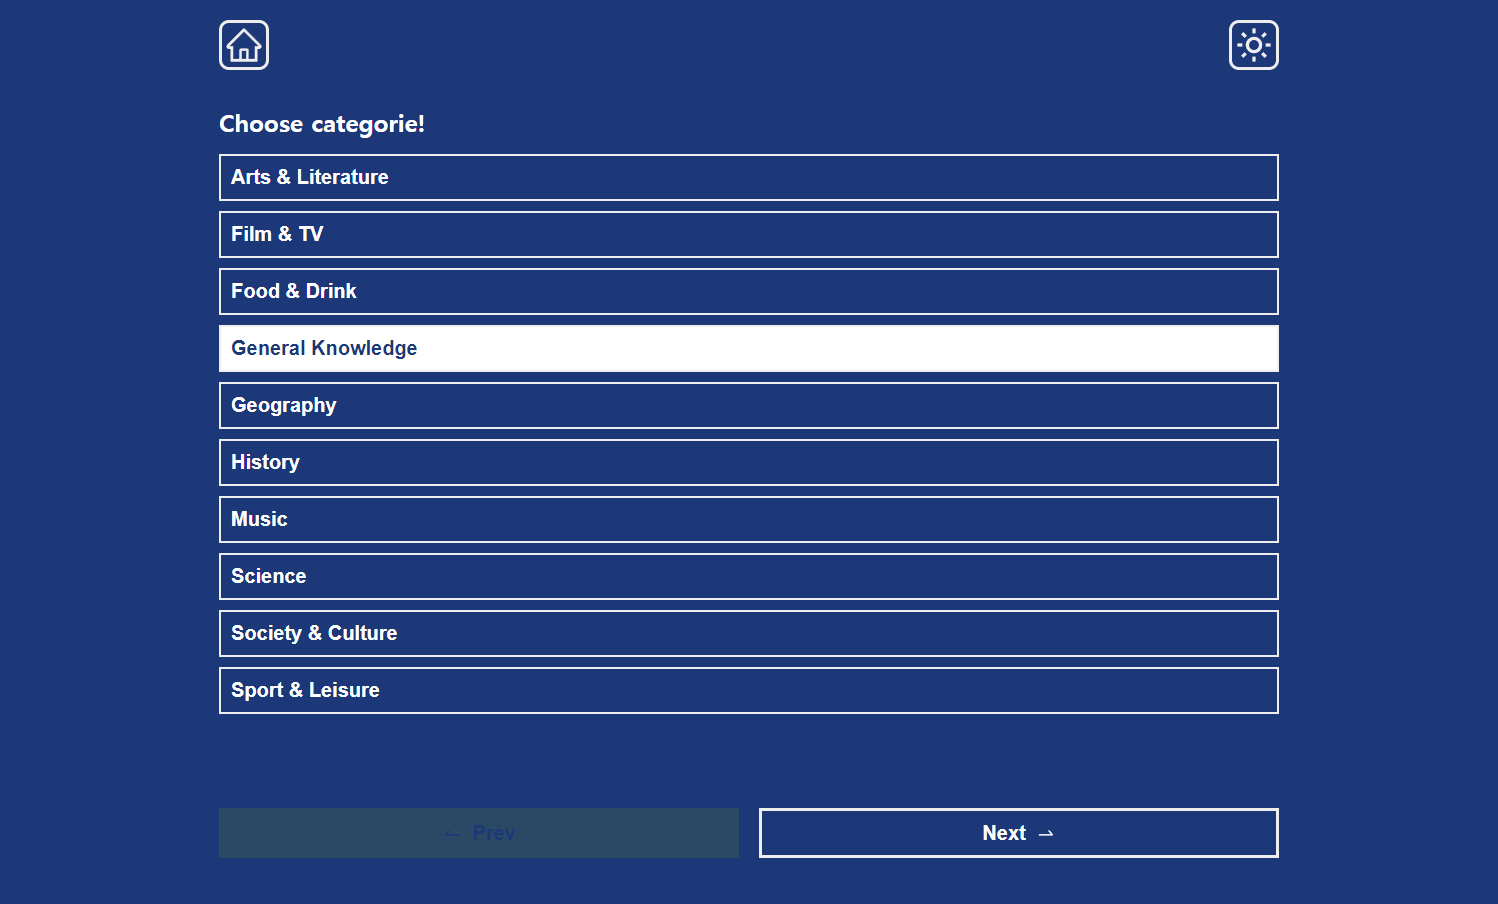 Choose categorie!
Arts & Literature
Film & TV
Food & Drink
General Knowledge
Geography
History
Music
Science
Society & Culture
Sport & Leisure
← Prev
Next →